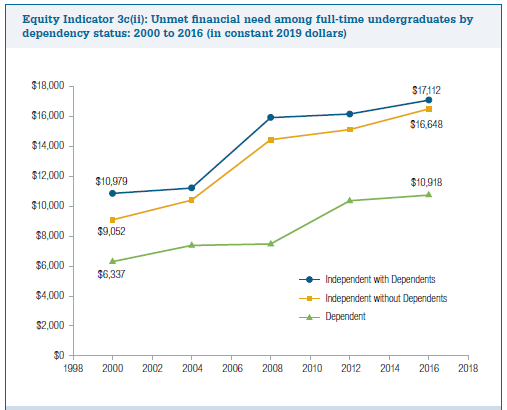 Equity Indicator 3c(ii): Unmet financial need among full-time undergraduates by
dependency status: 2000 to 2016 (in constant 2019 dollars)
$18,000
$16,000
$14,000
$12,000
$10,000
$8,000
$6,000
$4,000
$2,000
$0
$17,112
$16,648
$10,979
$10,918
$9,052
$6,337
Independent with Dependents
Independent without Dependents
Dependent
1998 2000 2002 2004 2006 2008 2010 2012 2014 2016 2018